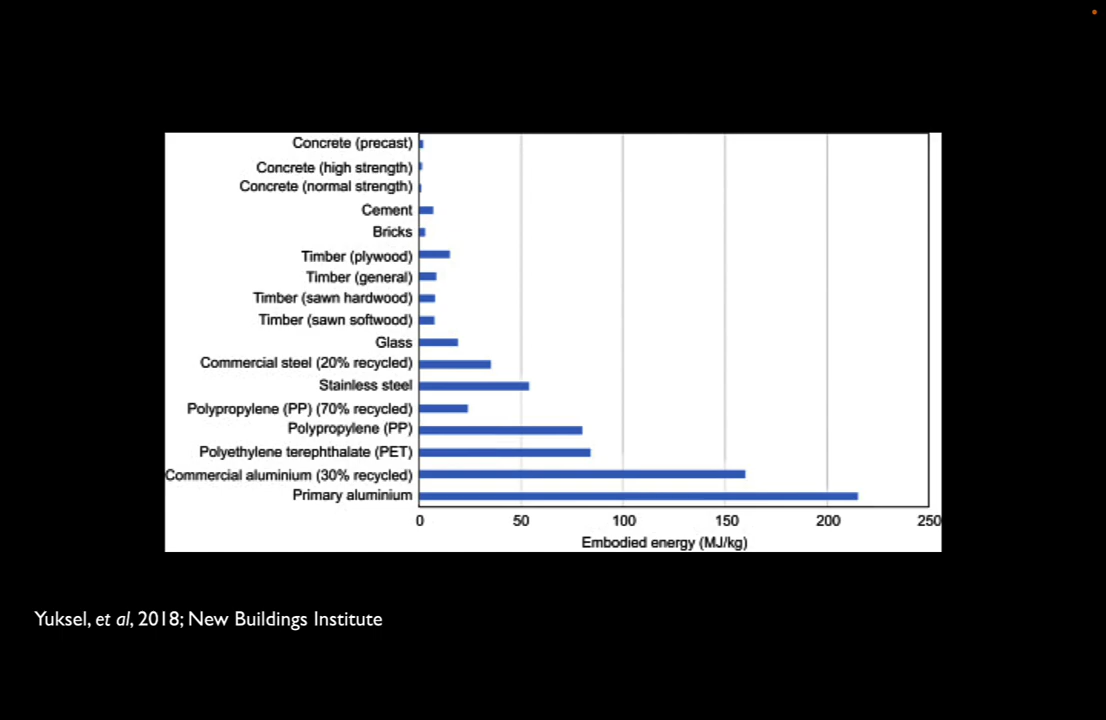 Concrete (precast)
Concrete (high strength)
Concrete (normal strength)
Cement
Bricks
Timber (plywood)
Timber (general)
Timber (sawn hardwood)
Timber (sawn softwood)
Glass
Commercial steel (20% recycled)
Stainless steel
Polypropylene (PP) (70% recycled)
Polypropylene (PP)
Polyethylene terephthalate (PET)
Commercial aluminium (30% recycled)
Primary aluminium
0 50 100 150 200 250
Embodied energy (MJ/kg)
Yuksel, et al, 2018; New Buildings Institute